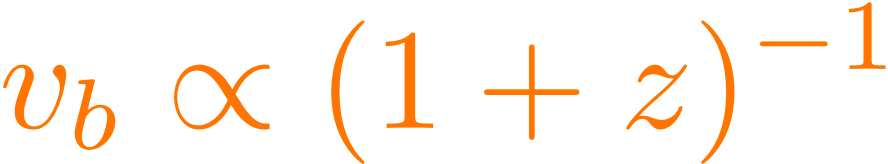 v_b ∝ (1 + z)^{-1}